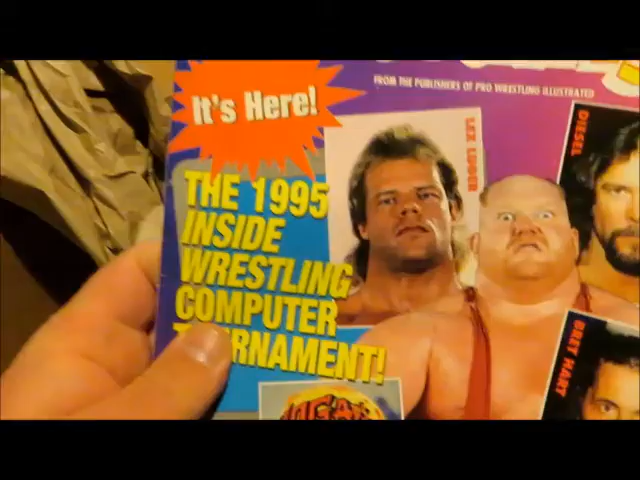 FROM THE PUBLISHERS OF PRO WRESTLING ILLUSTRATED
It's Here!
THE 1995
INSIDE
WRESTLING
COMPUTER
RNAMENT!
LEX LUGER
DIESEL
BRET HART